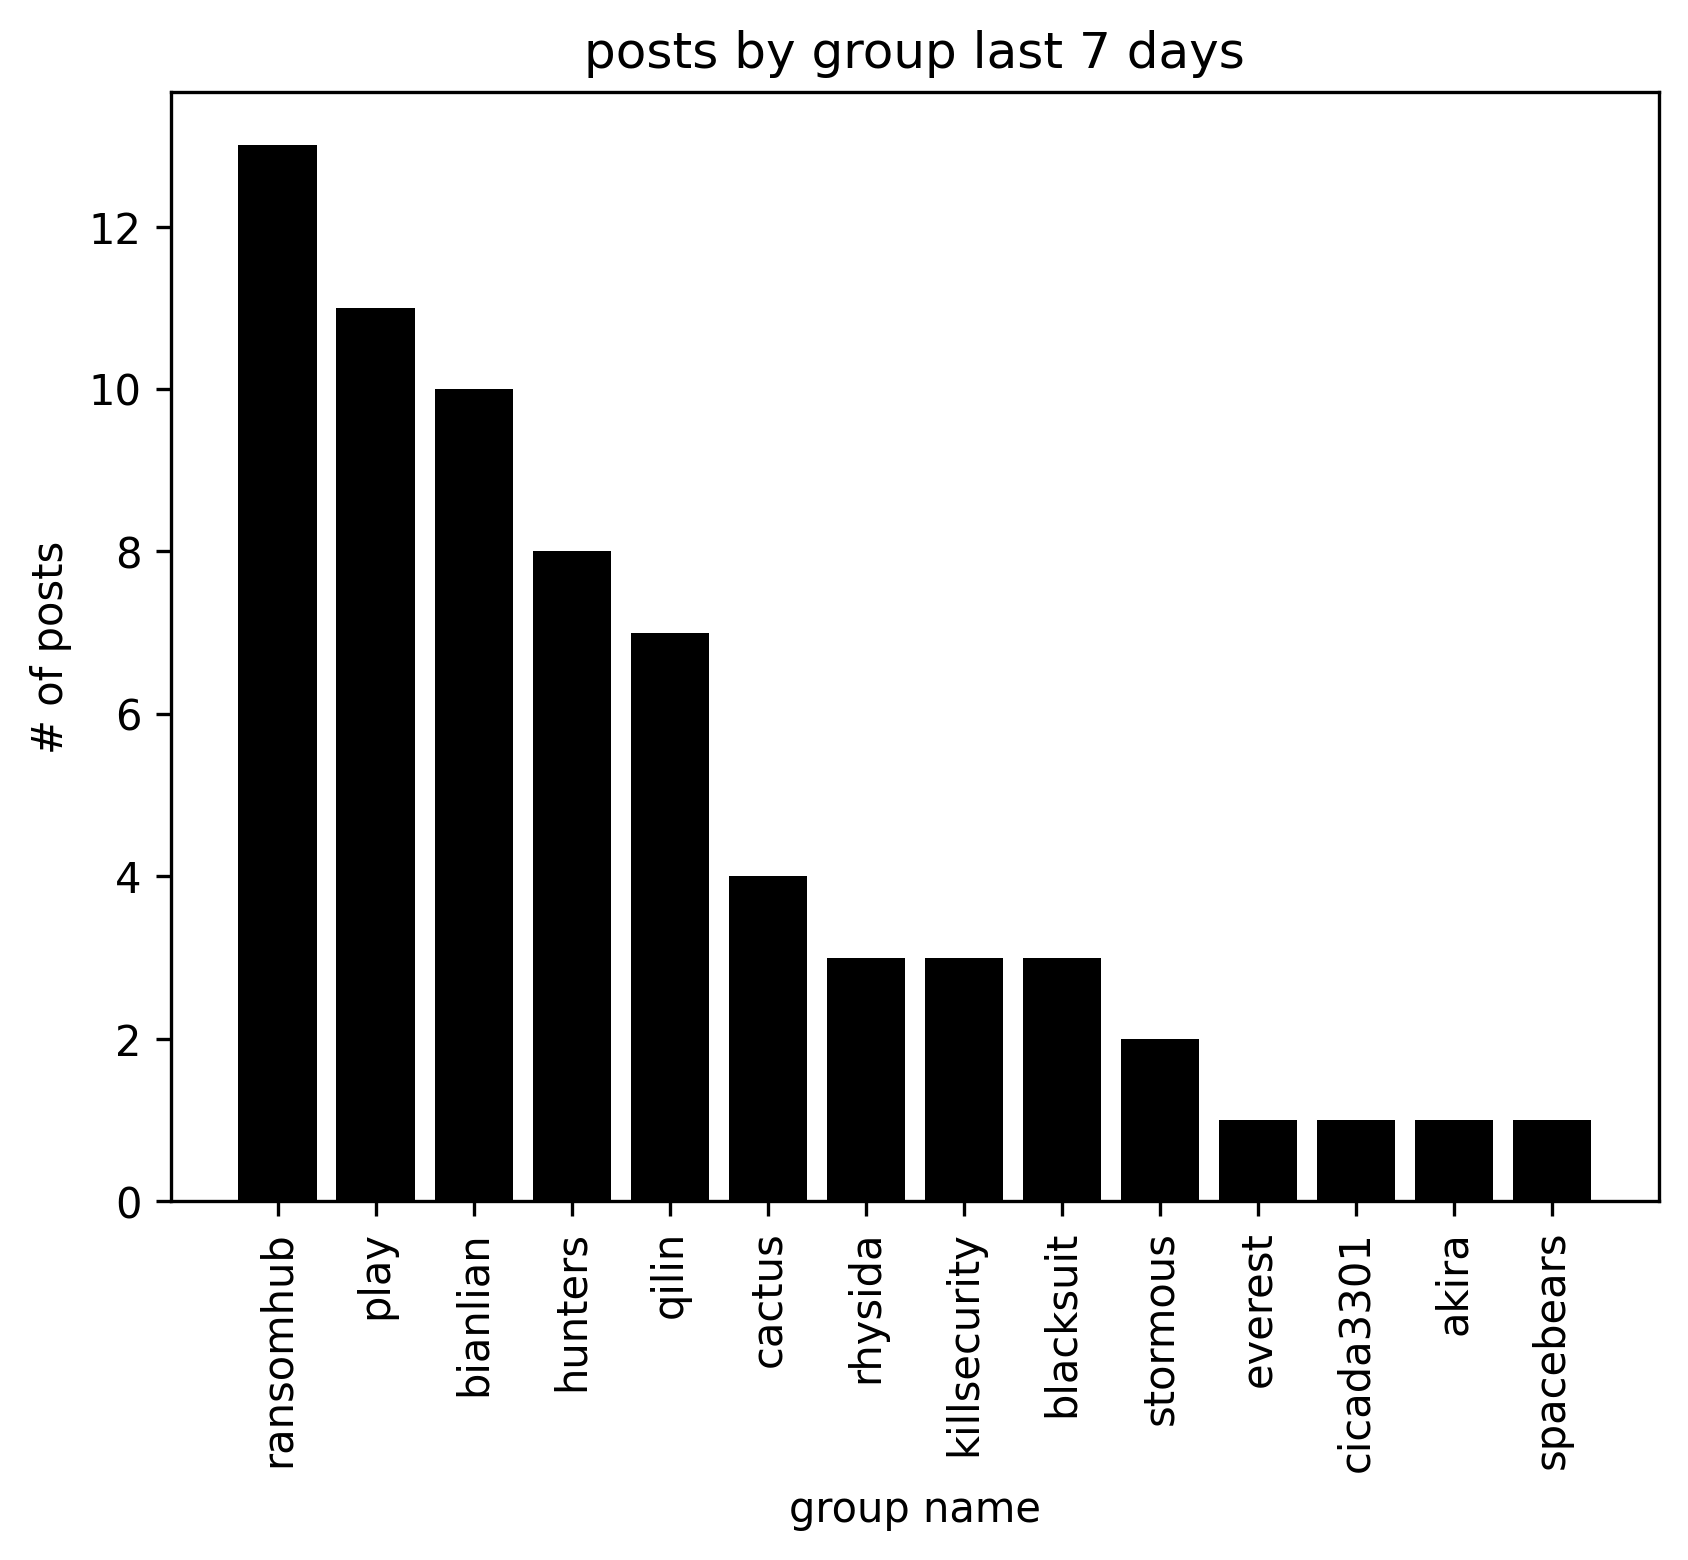 posts by group last 7 days
# of posts
12
10
8
6
4
2
0
ransomhub
play
bianlian
hunters
qilin
cactus
rhysida
killsecurity
blacksuit
stormous
everest
cicada3301
akira
spacebears
group name